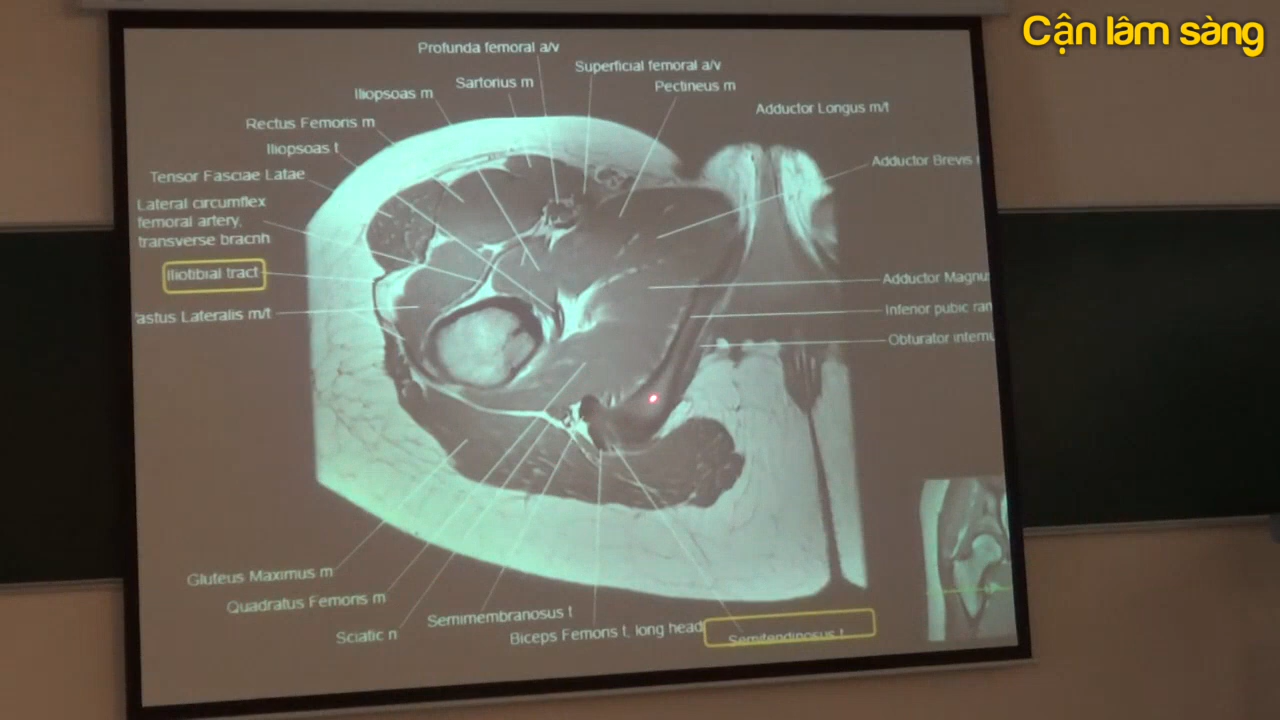 Cận lâm sàng
Profunda femoral a/v
Superficial femoral a/v
Sartorius m
Pectineus m
Iliopsoas m
Adductor Longus m/t
Rectus Femoris m
Iliopsoas t
Adductor Brevis
Tensor Fasciae Latae
Lateral circumflex
femoral artery,
transverse bracnh
Iliotibial tract
Adductor Magnu
Inferior pubic ran
astus Lateralis m/t
Obturator internu
Gluteus Maximus m
Quadratus Femoris m
Semimembranosus t
Sciatic n
Biceps Femoris t, long head
Semitendinosus t